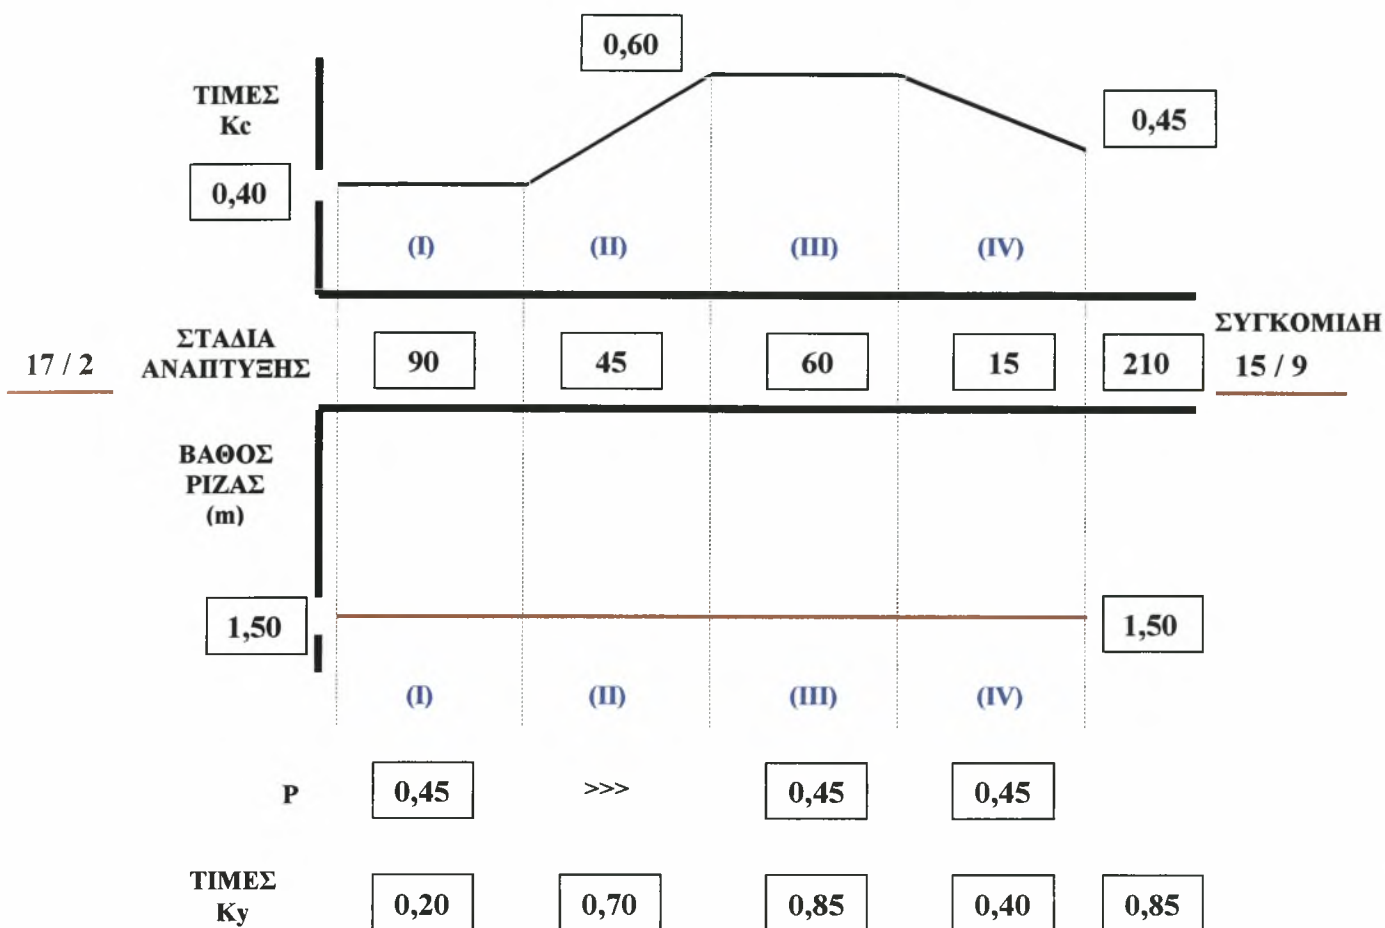 0,60
ΤΙΜΕΣ
Kc
0,45
0,40
(I) (II) (III) (IV)
ΣΤΑΔΙΑ
ΑΝΑΠΤΥΞΗΣ
ΣΥΓΚΟΜΙΔΗ
17 / 2 90 45 60 15 210 15 / 9
ΒΑΘΟΣ
ΡΙΖΑΣ
(m)
1,50 1,50
(I) (II) (III) (IV)
P 0,45 >>> 0,45 0,45
ΤΙΜΕΣ
Ky
0,20 0,70 0,85 0,40 0,85